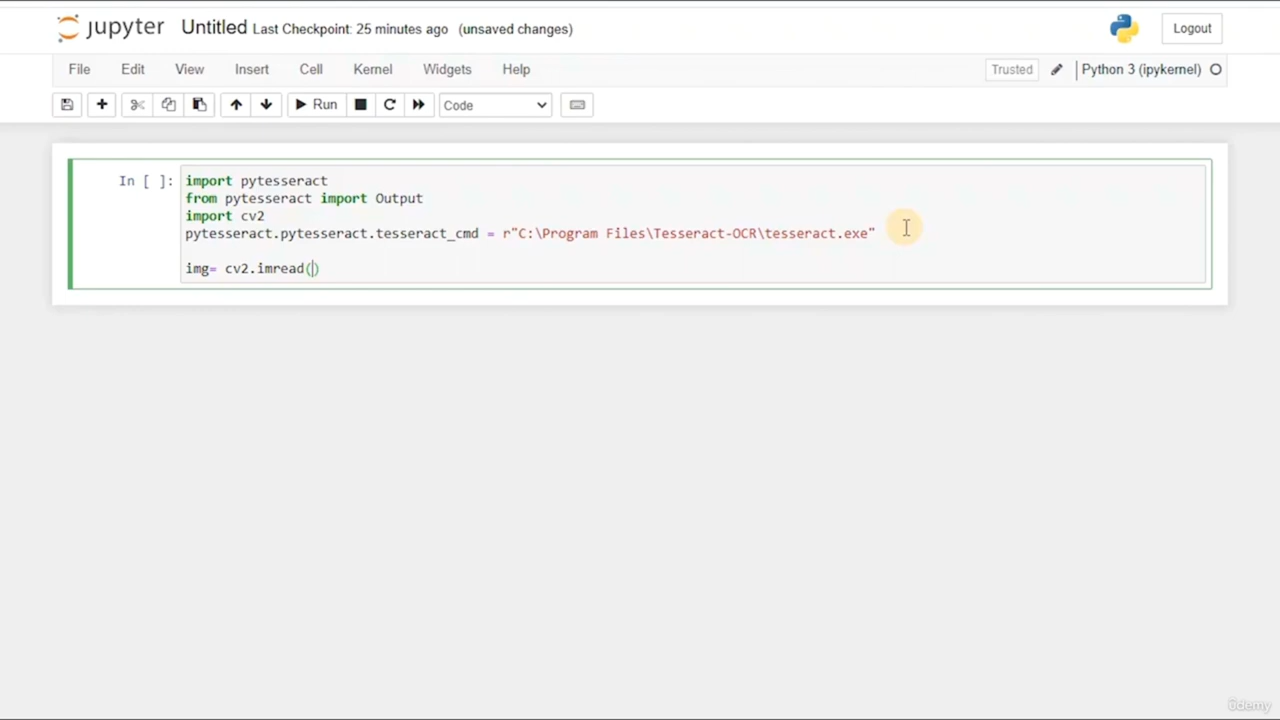 jupyter Untitled Last Checkpoint: 25 minutes ago (unsaved changes) Logout
File Edit View Insert Cell Kernel Widgets Help Trusted Python 3 (ipykernel)
Run Code
In [ ]: import pytesseract
from pytesseract import Output
import cv2
pytesseract.pytesseract.tesseract_cmd = r"C:\Program Files\Tesseract-OCR\tesseract.exe"
img= cv2.imread()
ûdemy